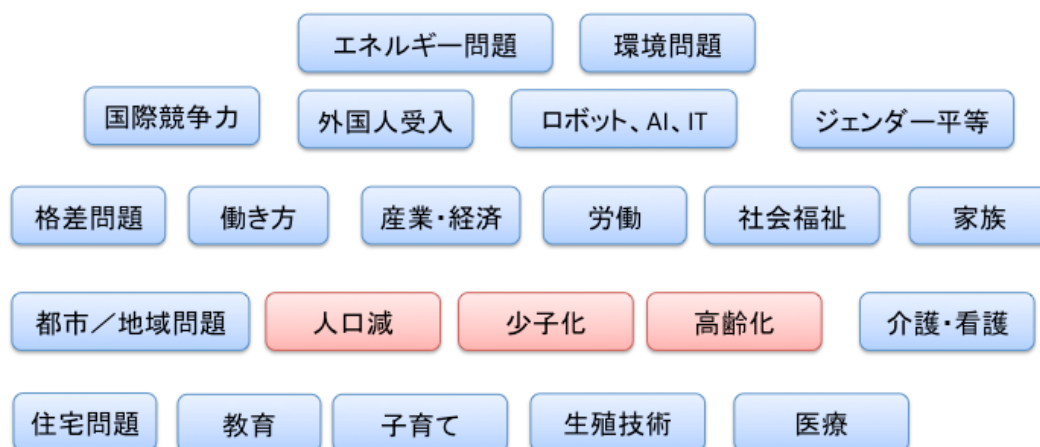 エネルギー問題 環境問題
国際競争力 外国人受入 ロボット、AI、IT ジェンダー平等
格差問題 働き方 産業・経済 労働 社会福祉 家族
都市／地域問題 人口減 少子化 高齢化 介護・看護
住宅問題 教育 子育て 生殖技術 医療